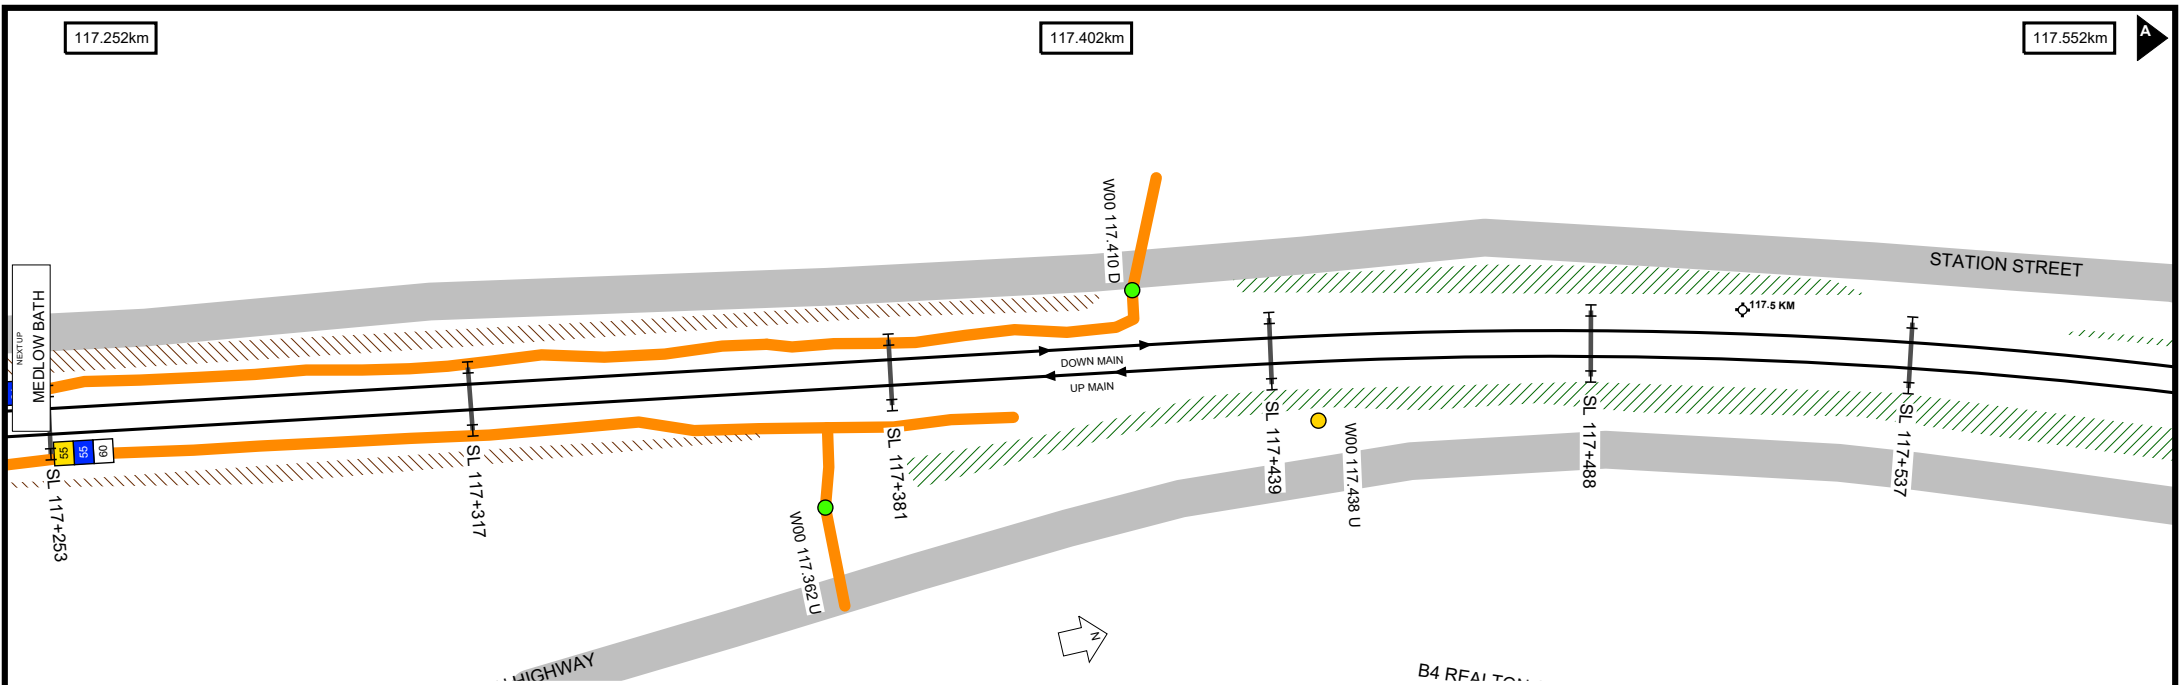 117.252km
117.402km
117.552km
A
W00 117.410 D
STATION STREET
117.5 KM
NEXT UP
MEDLOW BATH
DOWN MAIN
UP MAIN
55
55
60
SL 117+253
SL 117+317
SL 117+381
SL 117+439
W00 117.438 U
SL 117+488
SL 117+537
W00 117.362 U
N
HIGHWAY
B4 REALTON